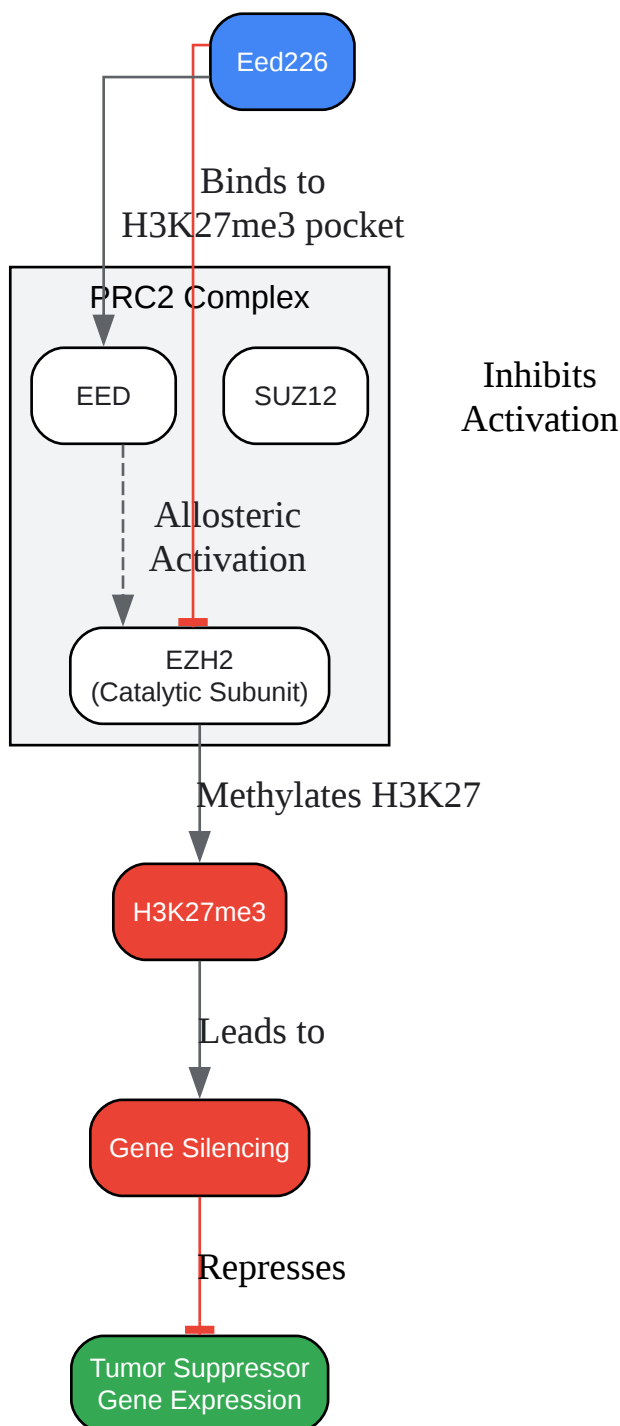 Eed226
Binds to
H3K27me3 pocket
PRC2 Complex
EED
SUZ12
Inhibits
Activation
Allosteric
Activation
EZH2
(Catalytic Subunit)
Methylates H3K27
H3K27me3
Leads to
Gene Silencing
Represses
Tumor Suppressor
Gene Expression